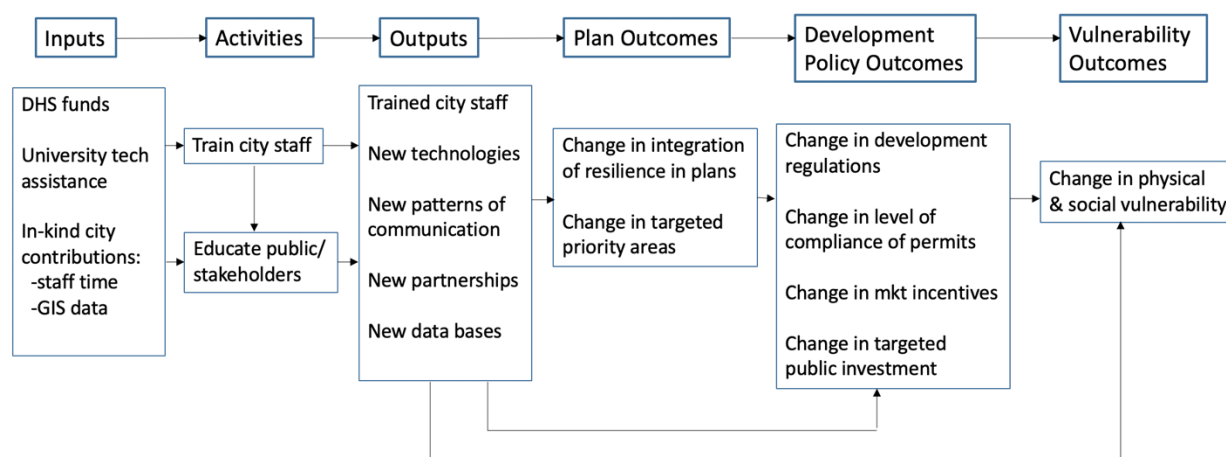 Inputs
Activities
Outputs
Plan Outcomes
Development
Policy Outcomes
Vulnerability
Outcomes
DHS funds
University tech
assistance
In-kind city
contributions:
-staff time
-GIS data
Train city staff
Educate public/
stakeholders
Trained city staff
New technologies
New patterns of
communication
New partnerships
New data bases
Change in integration
of resilience in plans
Change in targeted
priority areas
Change in development
regulations
Change in level of
compliance of permits
Change in mkt incentives
Change in targeted
public investment
Change in physical
& social vulnerability